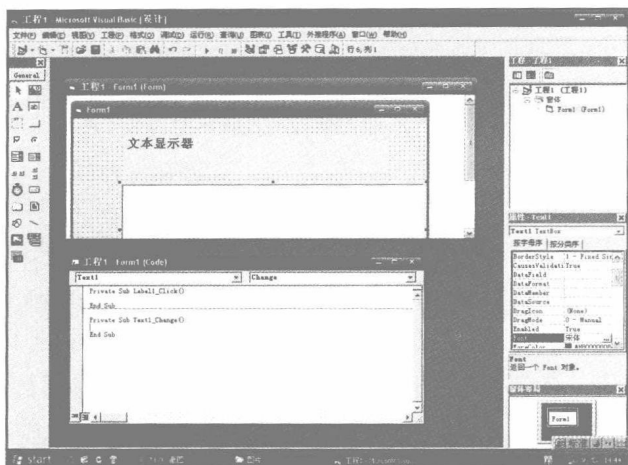 工程1 - Microsoft Visual Basic [设计]
文件(F) 编辑(E) 视图(V) 工程(P) 格式(O) 调试(D) 运行(R) 查询(U) 图表(I) 工具(T) 外接程序(A) 窗口(W) 帮助(H)
行6, 列1
General
工程1 - Form1 (Form)
Form1
文本显示器
工程1 - Form1 (Code)
Text1
Change
Private Sub Label1_Click()
End Sub
Private Sub Text1_Change()
End Sub
工程 - 工程1
工程1 (工程1)
窗体
Form1 (Form1)
属性 - Text1
Text1 TextBox
按字母序 按分类序
BorderStyle 1 - Fixed
CausesValidati True
DataField
DataFormat
DataMember
DataSource
DragIcon (None)
DragMode 0 - Manual
Enabled True
Font 宋体
Font
返回一个 Font 对象。
窗体布局
Form1
start